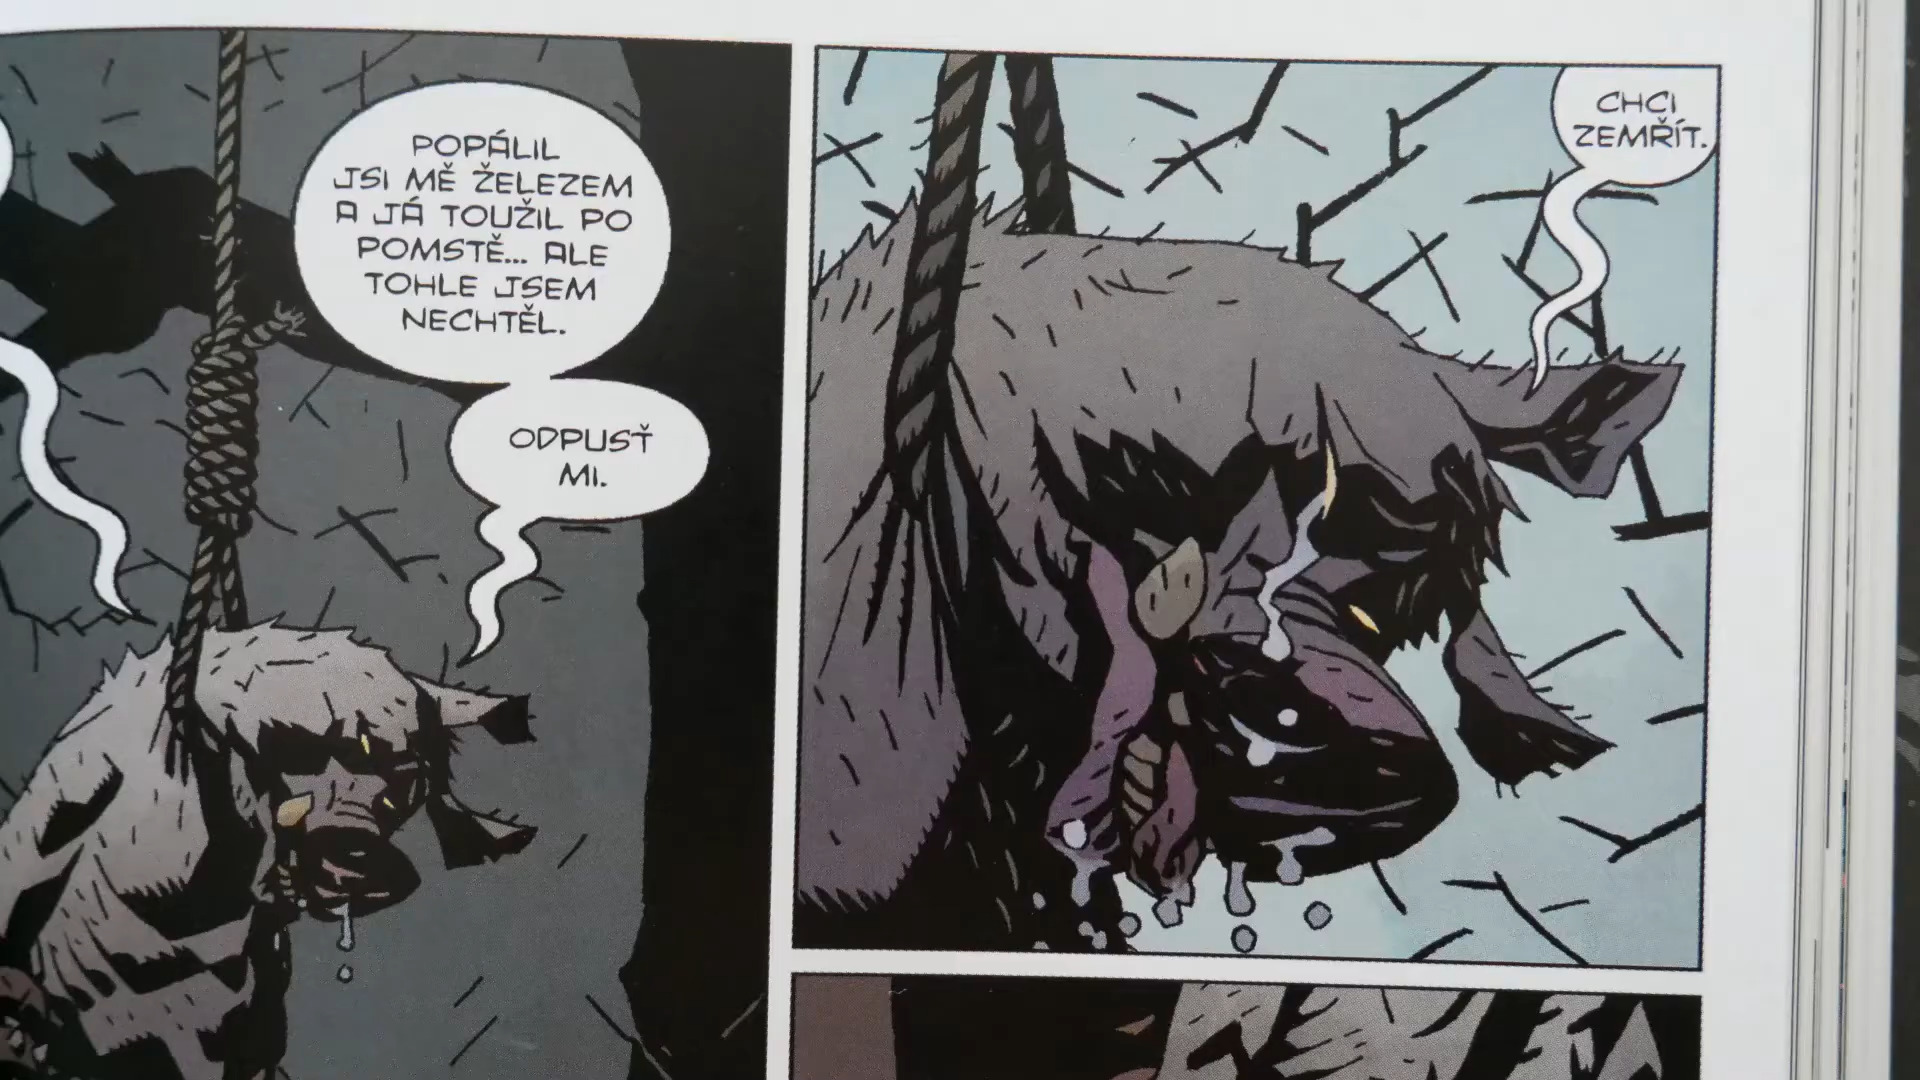 POPÁLIL
JSI MĚ ŽELEZEM
A JÁ TOUŽIL PO
POMSTĚ... ALE
TOHLE JSEM
NECHTĚL.
ODPUSŤ
MI.
CHCI
ZEMŘÍT.